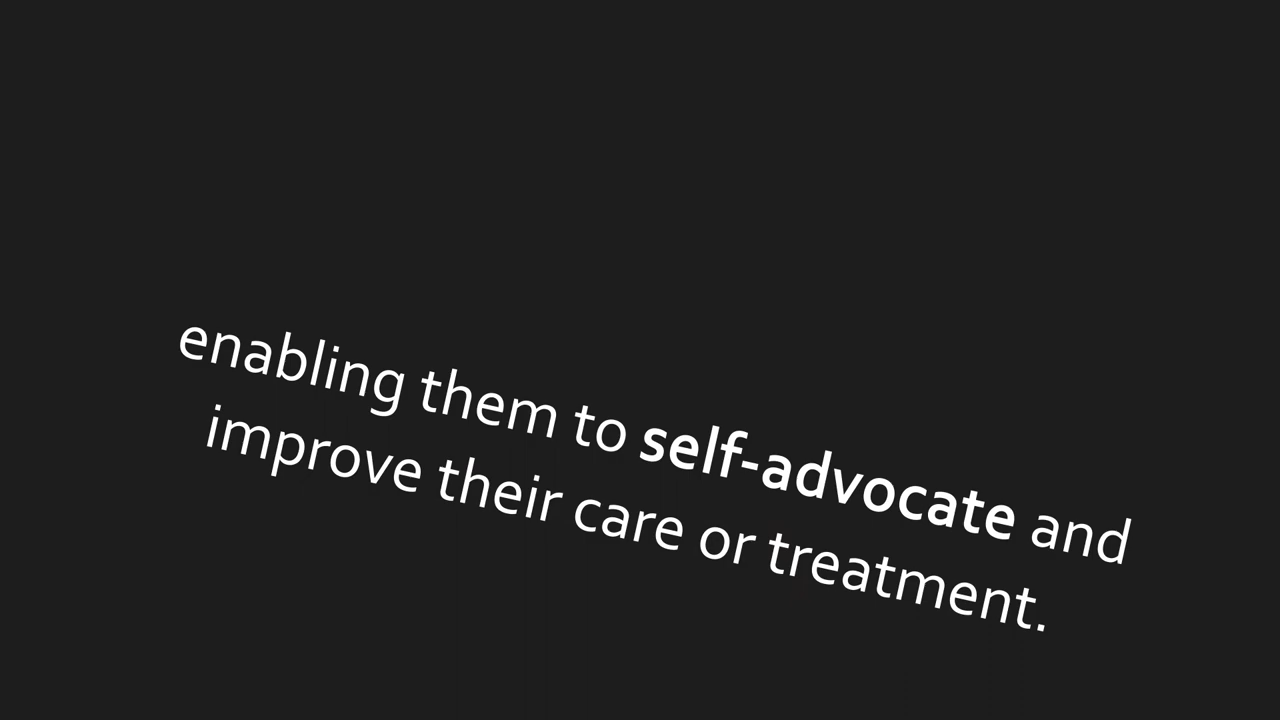 enabling them to self-advocate and
improve their care or treatment.